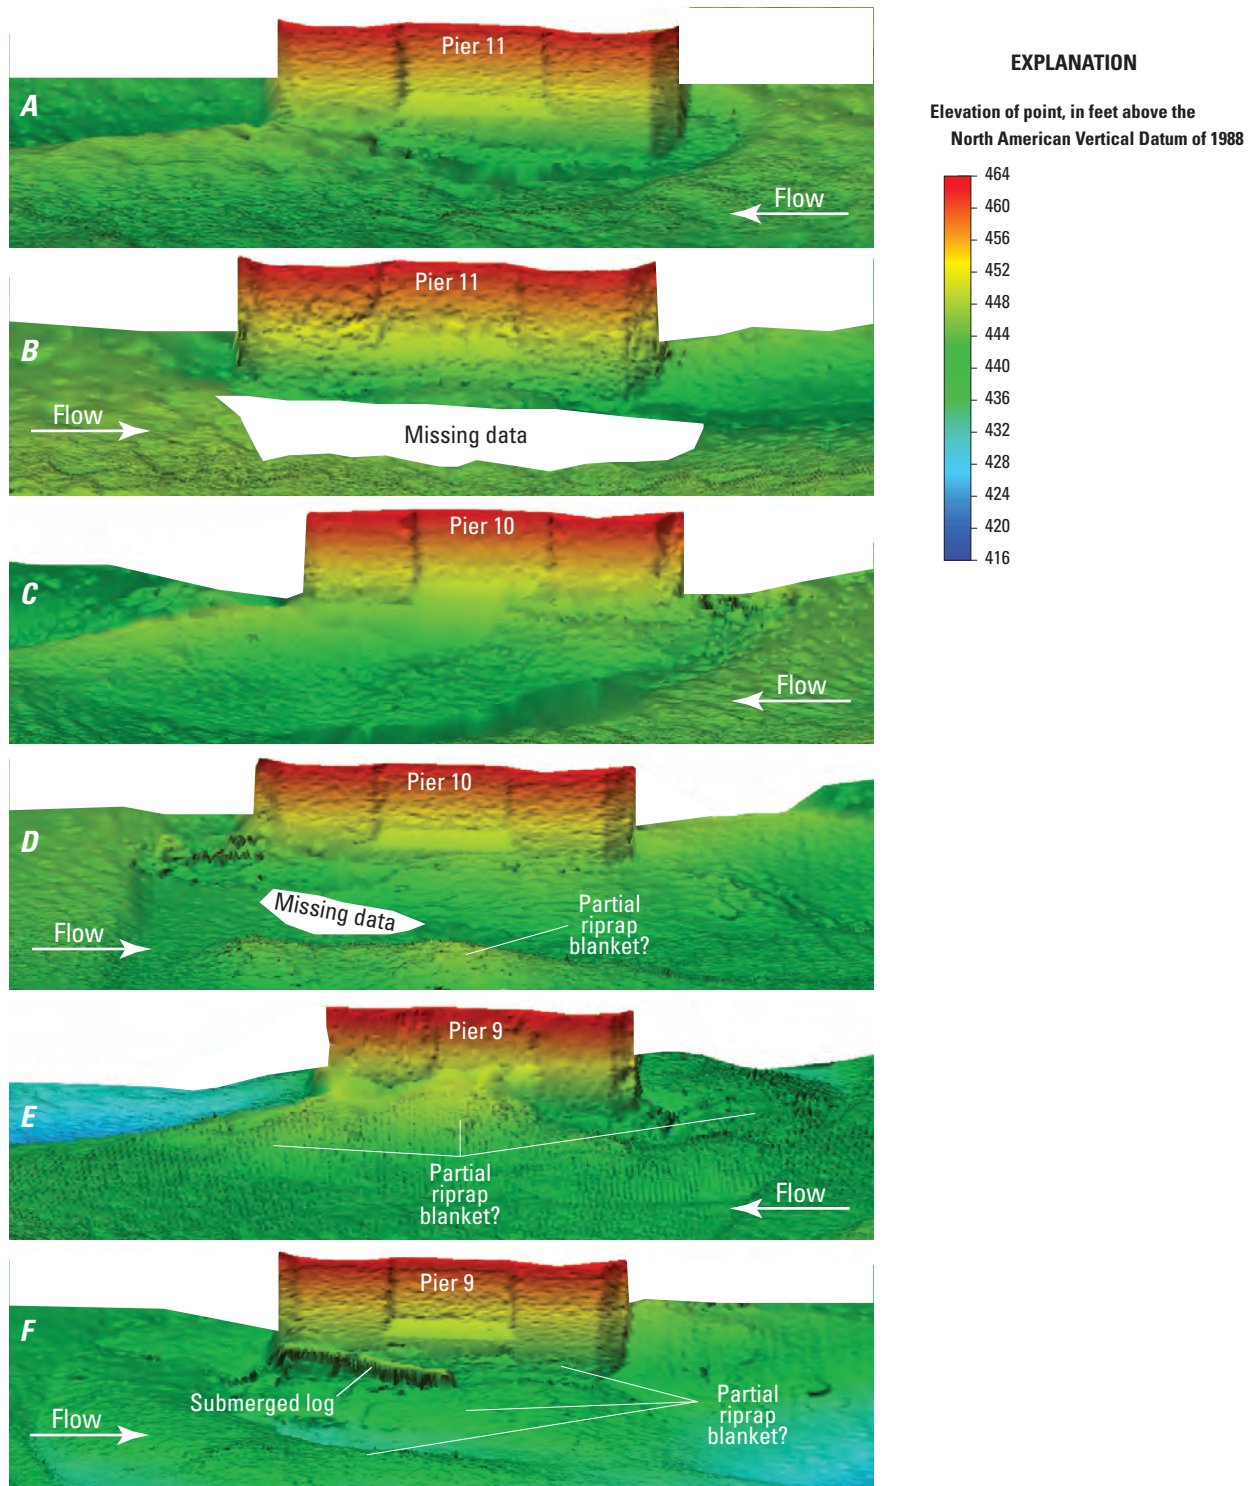 A
Pier 11
Flow
B
Pier 11
Flow
Missing data
C
Pier 10
Flow
D
Pier 10
Missing data
Flow
Partial
riprap
blanket?
E
Pier 9
Partial
riprap
blanket?
Flow
F
Pier 9
Submerged log
Flow
Partial
riprap
blanket?
EXPLANATION
Elevation of point, in feet above the
North American Vertical Datum of 1988
464
460
456
452
448
444
440
436
432
428
424
420
416